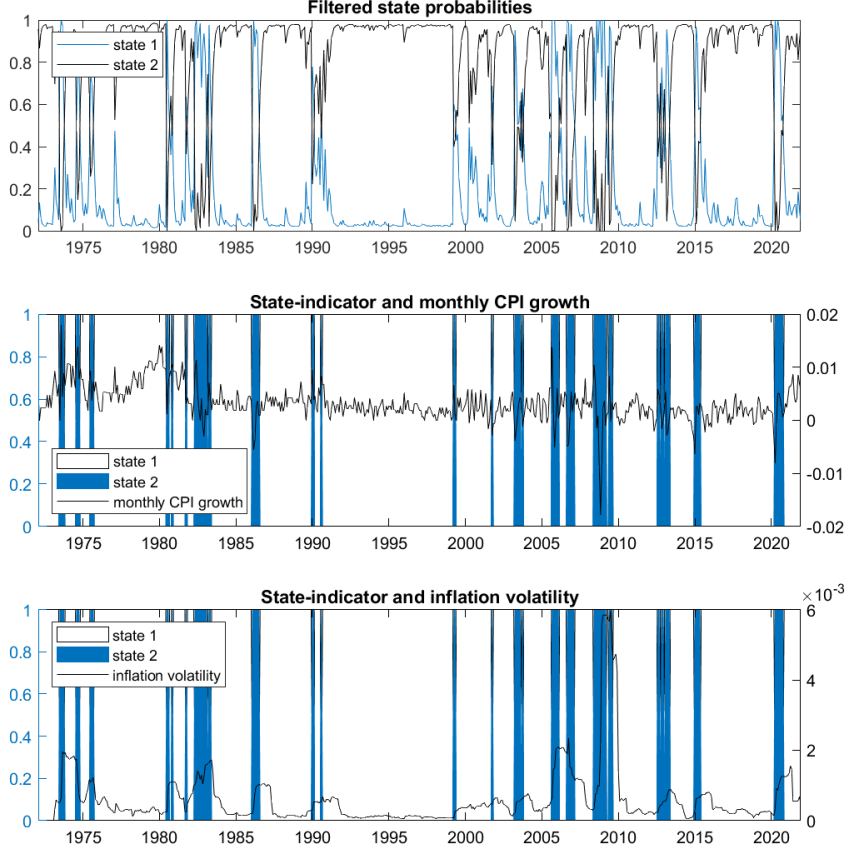 Filtered state probabilities
1
0.8
0.6
0.4
0.2
0
state 1
state 2
1975 1980 1985 1990 1995 2000 2005 2010 2015 2020
State-indicator and monthly CPI growth
1
0.8
0.6
0.4
0.2
0
0.02
0.01
0
-0.01
-0.02
state 1
state 2
monthly CPI growth
1975 1980 1985 1990 1995 2000 2005 2010 2015 2020
State-indicator and inflation volatility
×10⁻³
1
0.8
0.6
0.4
0.2
0
6
4
2
0
state 1
state 2
inflation volatility
1975 1980 1985 1990 1995 2000 2005 2010 2015 2020